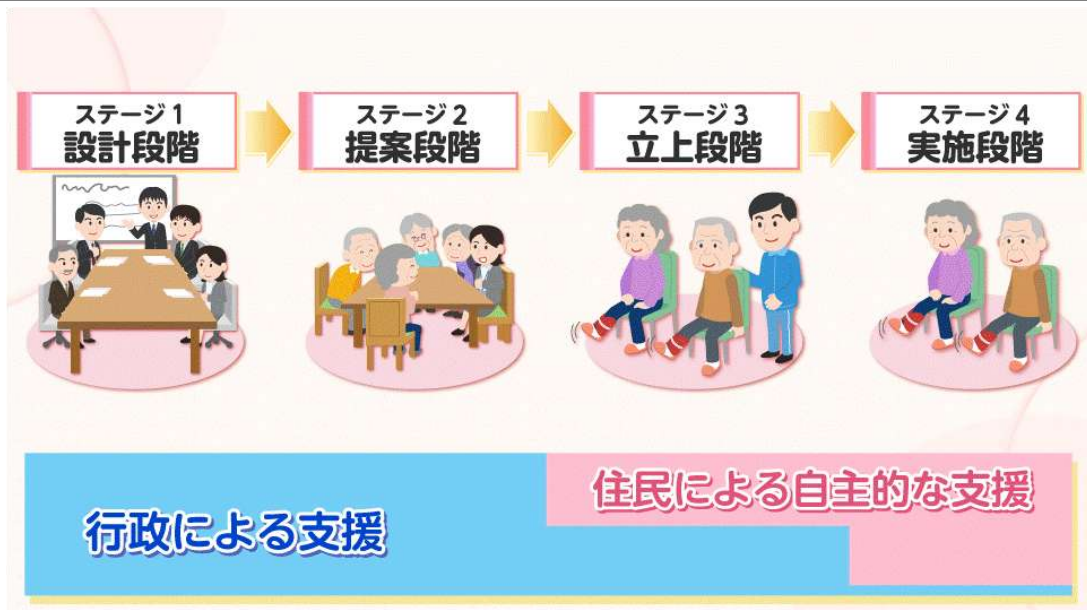 ステージ1
設計段階
ステージ2
提案段階
ステージ3
立上段階
ステージ4
実施段階
住民による自主的な支援
行政による支援